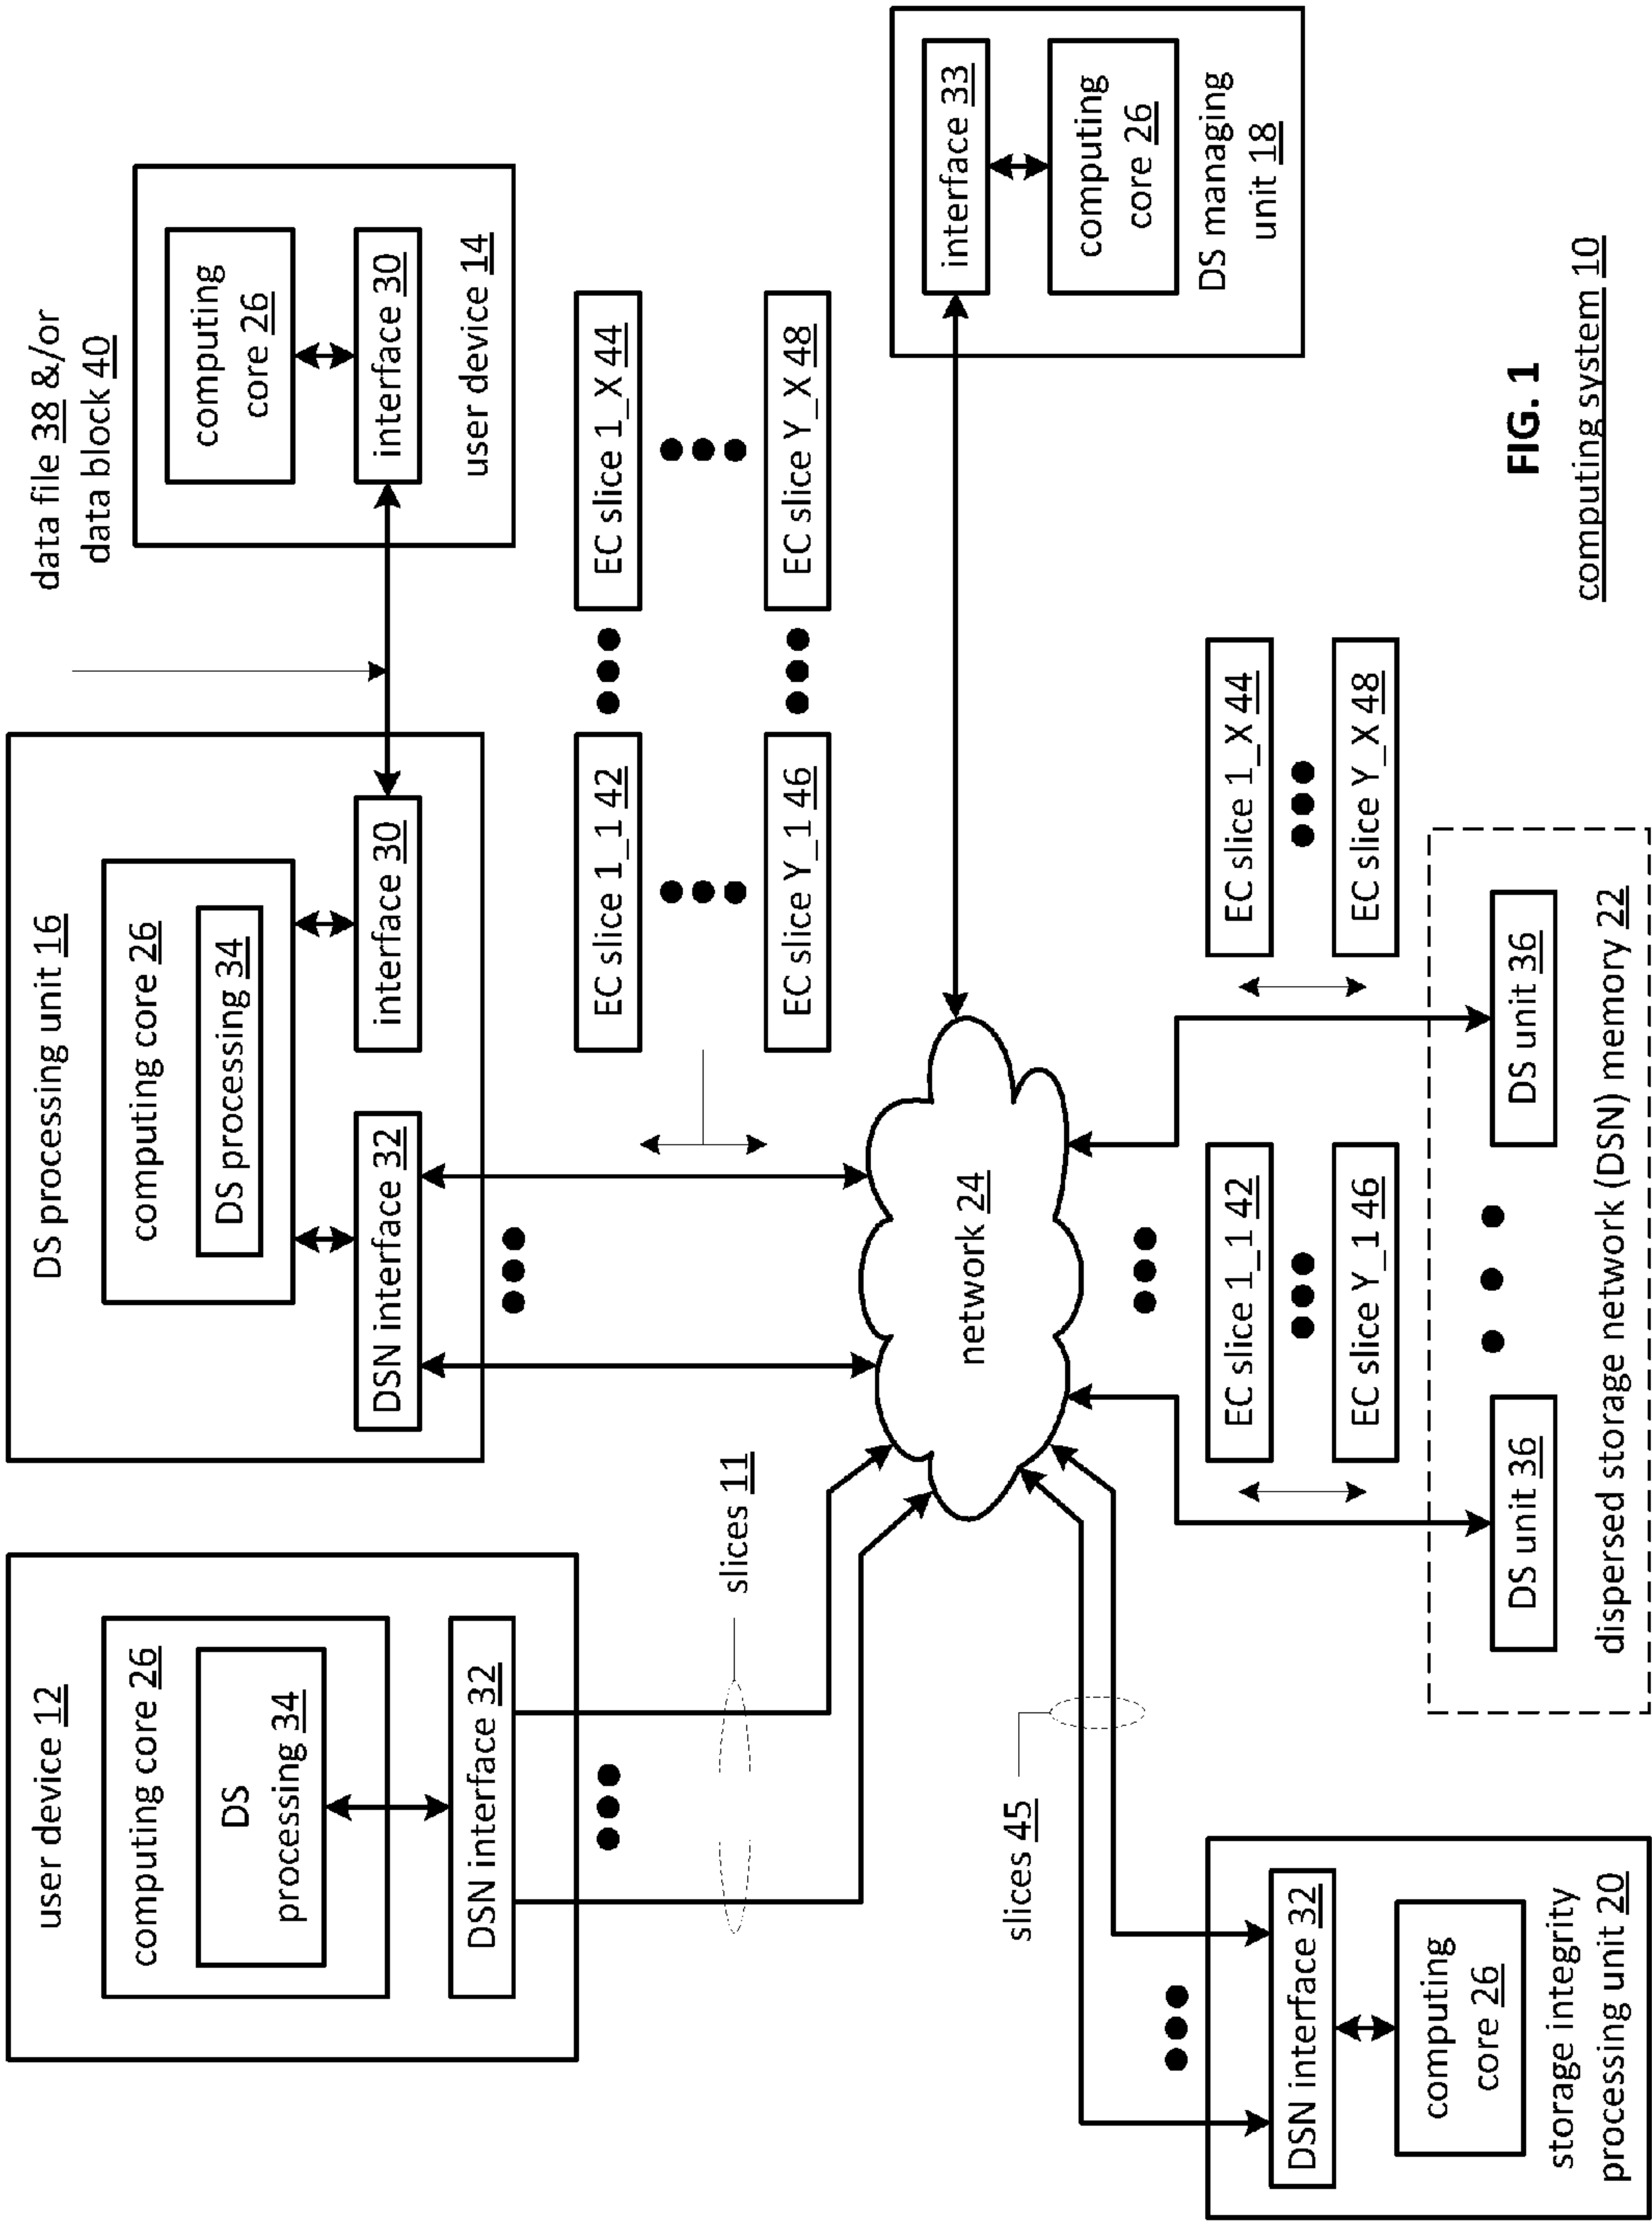 user device 12
computing core 26
DS
processing 34
DSN interface 32
slices 11
DS processing unit 16
computing core 26
DS processing 34
DSN interface 32
interface 30
data file 38 &/or
data block 40
computing
core 26
interface 30
user device 14
EC slice 1_1 42
EC slice 1_X 44
EC slice Y_1 46
EC slice Y_X 48
network 24
interface 33
computing
core 26
DS managing
unit 18
slices 45
DSN interface 32
computing
core 26
storage integrity
processing unit 20
EC slice 1_1 42
EC slice Y_1 46
EC slice 1_X 44
EC slice Y_X 48
DS unit 36
DS unit 36
dispersed storage network (DSN) memory 22
FIG. 1
computing system 10